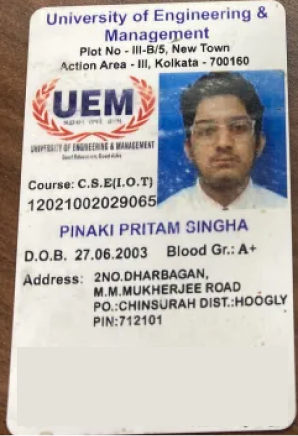 University of Engineering &
Management
Plot No - III-B/5, New Town
Action Area - III, Kolkata - 700160
UEM
UNIVERSITY OF ENGINEERING & MANAGEMENT
Course: C.S.E(I.O.T)
12021002029065
PINAKI PRITAM SINGHA
D.O.B. 27.06.2003 Blood Gr.: A+
Address: 2NO.DHARBAGAN,
M.M.MUKHERJEE ROAD
PO.:CHINSURAH DIST.:HOOGLY
PIN:712101